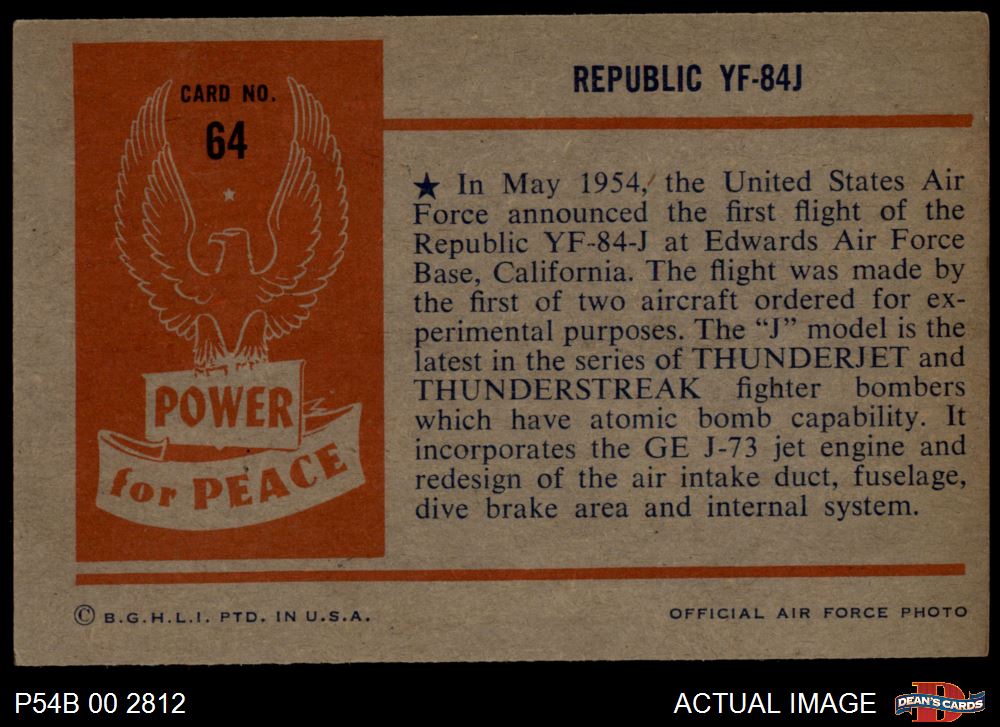 CARD NO.
64
POWER
for PEACE
REPUBLIC YF-84J
★ In May 1954, the United States Air
Force announced the first flight of the
Republic YF-84-J at Edwards Air Force
Base, California. The flight was made by
the first of two aircraft ordered for ex-
perimental purposes. The “J” model is the
latest in the series of THUNDERJET and
THUNDERSTREAK fighter bombers
which have atomic bomb capability. It
incorporates the GE J-73 jet engine and
redesign of the air intake duct, fuselage,
dive brake area and internal system.
© B.G.H.L.I. PTD. IN U.S.A.
OFFICIAL AIR FORCE PHOTO
P54B 00 2812
ACTUAL IMAGE
D
DEAN'S CARDS